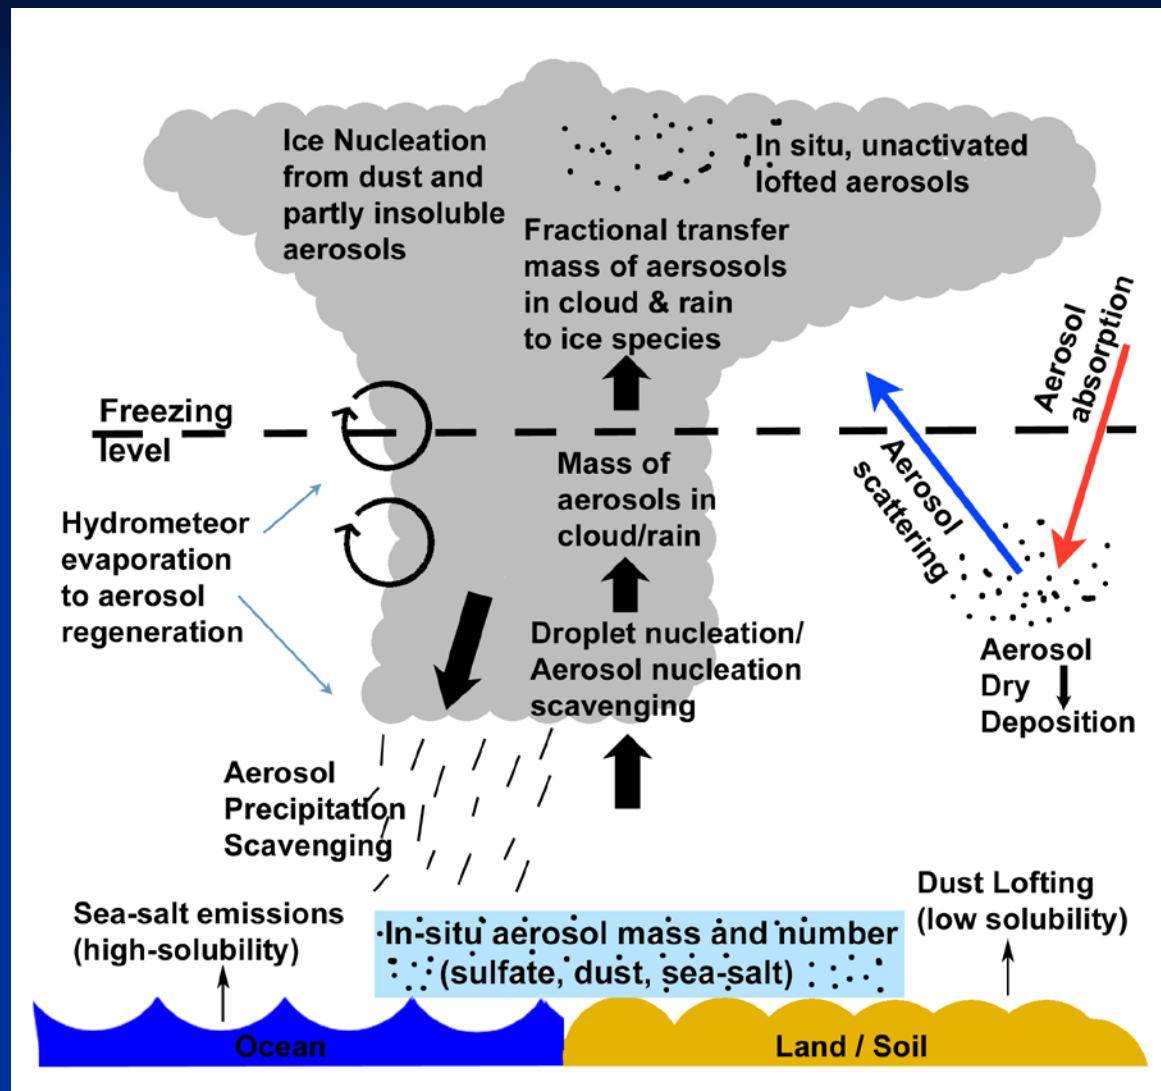 Ice Nucleation
from dust and
partly insoluble
aerosols
In situ, unactivated
lofted aerosols
Fractional transfer
mass of aersosols
in cloud & rain
to ice species
Aerosol
absorption
Freezing
level
Aerosol
scattering
Mass of
aerosols in
cloud/rain
Hydrometeor
evaporation
to aerosol
regeneration
Droplet nucleation/
Aerosol nucleation
scavenging
Aerosol
Dry
Deposition
Aerosol
Precipitation
Scavenging
Sea-salt emissions
(high-solubility)
In-situ aerosol mass and number
(sulfate, dust, sea-salt)
Dust Lofting
(low solubility)
Ocean
Land / Soil